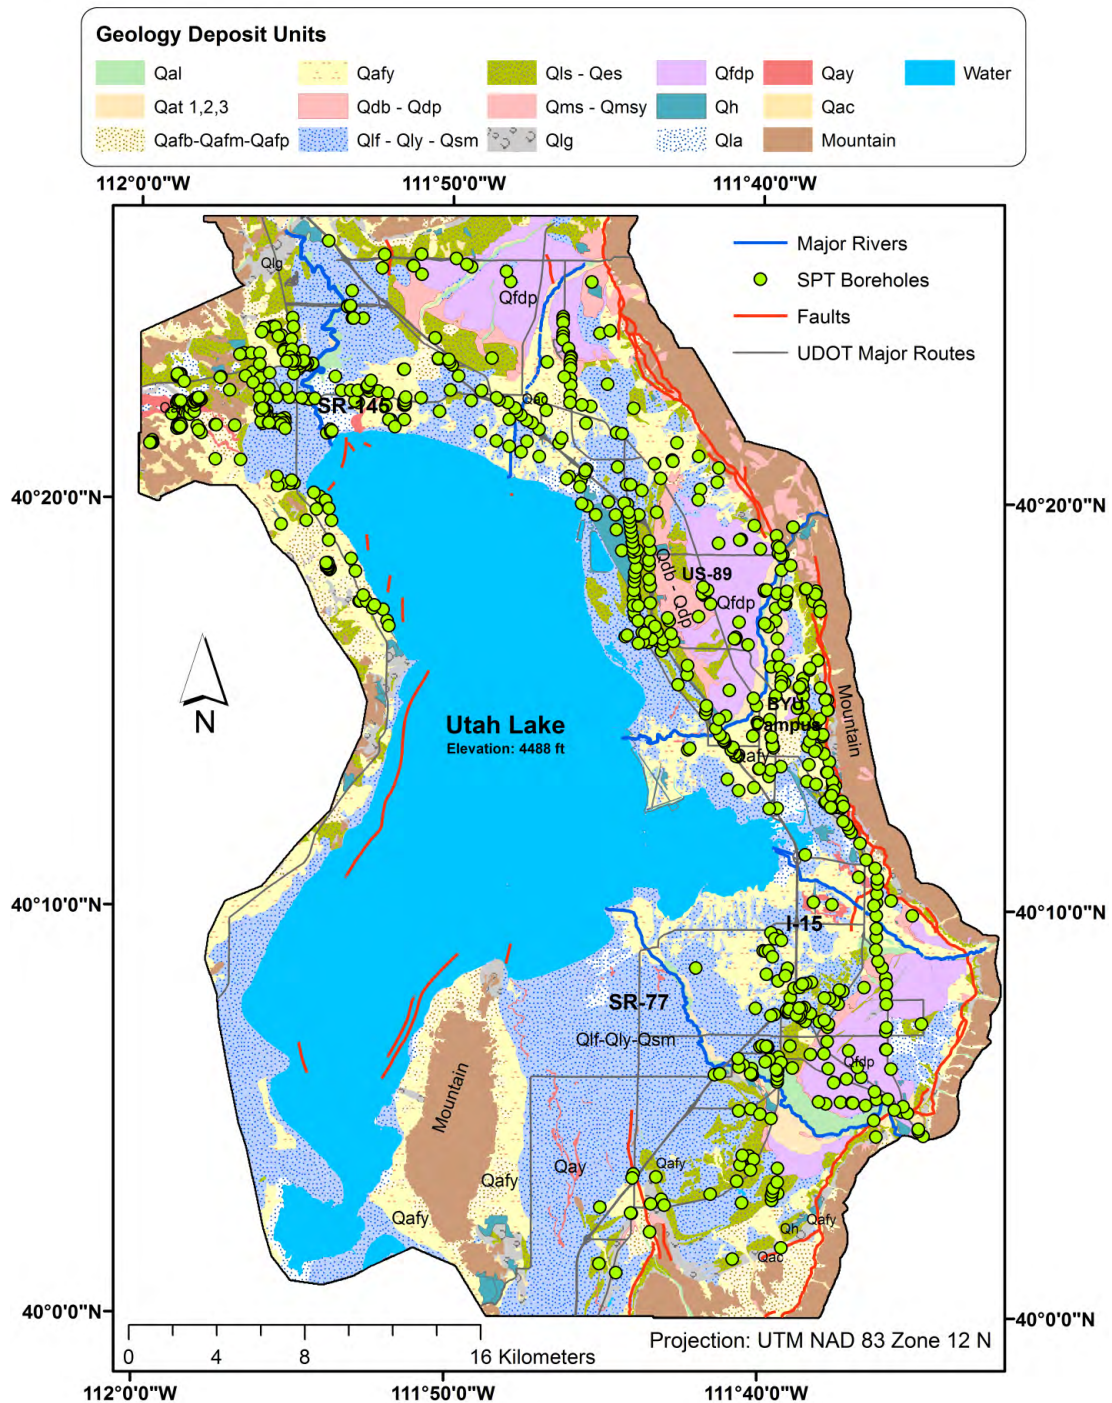 Geology Deposit Units
Qal Qafy Qls - Qes Qfdp Qay Water
Qat 1,2,3 Qdb - Qdp Qms - Qmsy Qh Qac
Qafb-Qafm-Qafp Qlf - Qly - Qsm Qlg Qla Mountain
112°0'0"W 111°50'0"W 111°40'0"W
Major Rivers
SPT Boreholes
Faults
UDOT Major Routes
Qlg
Qfdp
Qac
SR-145
40°20'0"N 40°20'0"N
Qdb - Qdp
US-89
Qfdp
N
Mountain
BYU
Campus
Utah Lake
Elevation: 4488 ft
Qafy
40°10'0"N 40°10'0"N
I-15
SR-77
Qlf-Qly-Qsm
Qfdp
Mountain
Qay
Qafy
Qafy
Qafy
Qafy
Qh
Qac
40°0'0"N 40°0'0"N
Projection: UTM NAD 83 Zone 12 N
0 4 8 16 Kilometers
112°0'0"W 111°50'0"W 111°40'0"W